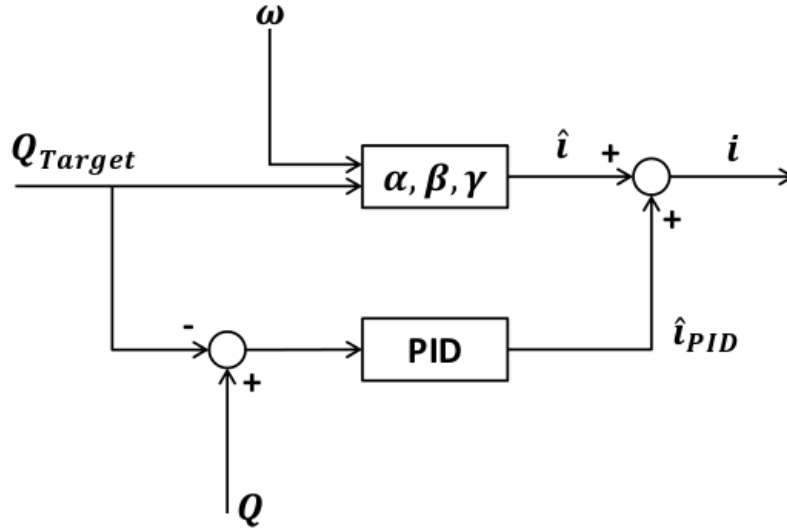 ω
Q_Target
α, β, γ
î
+
i
+
-
PID
î_PID
+
Q